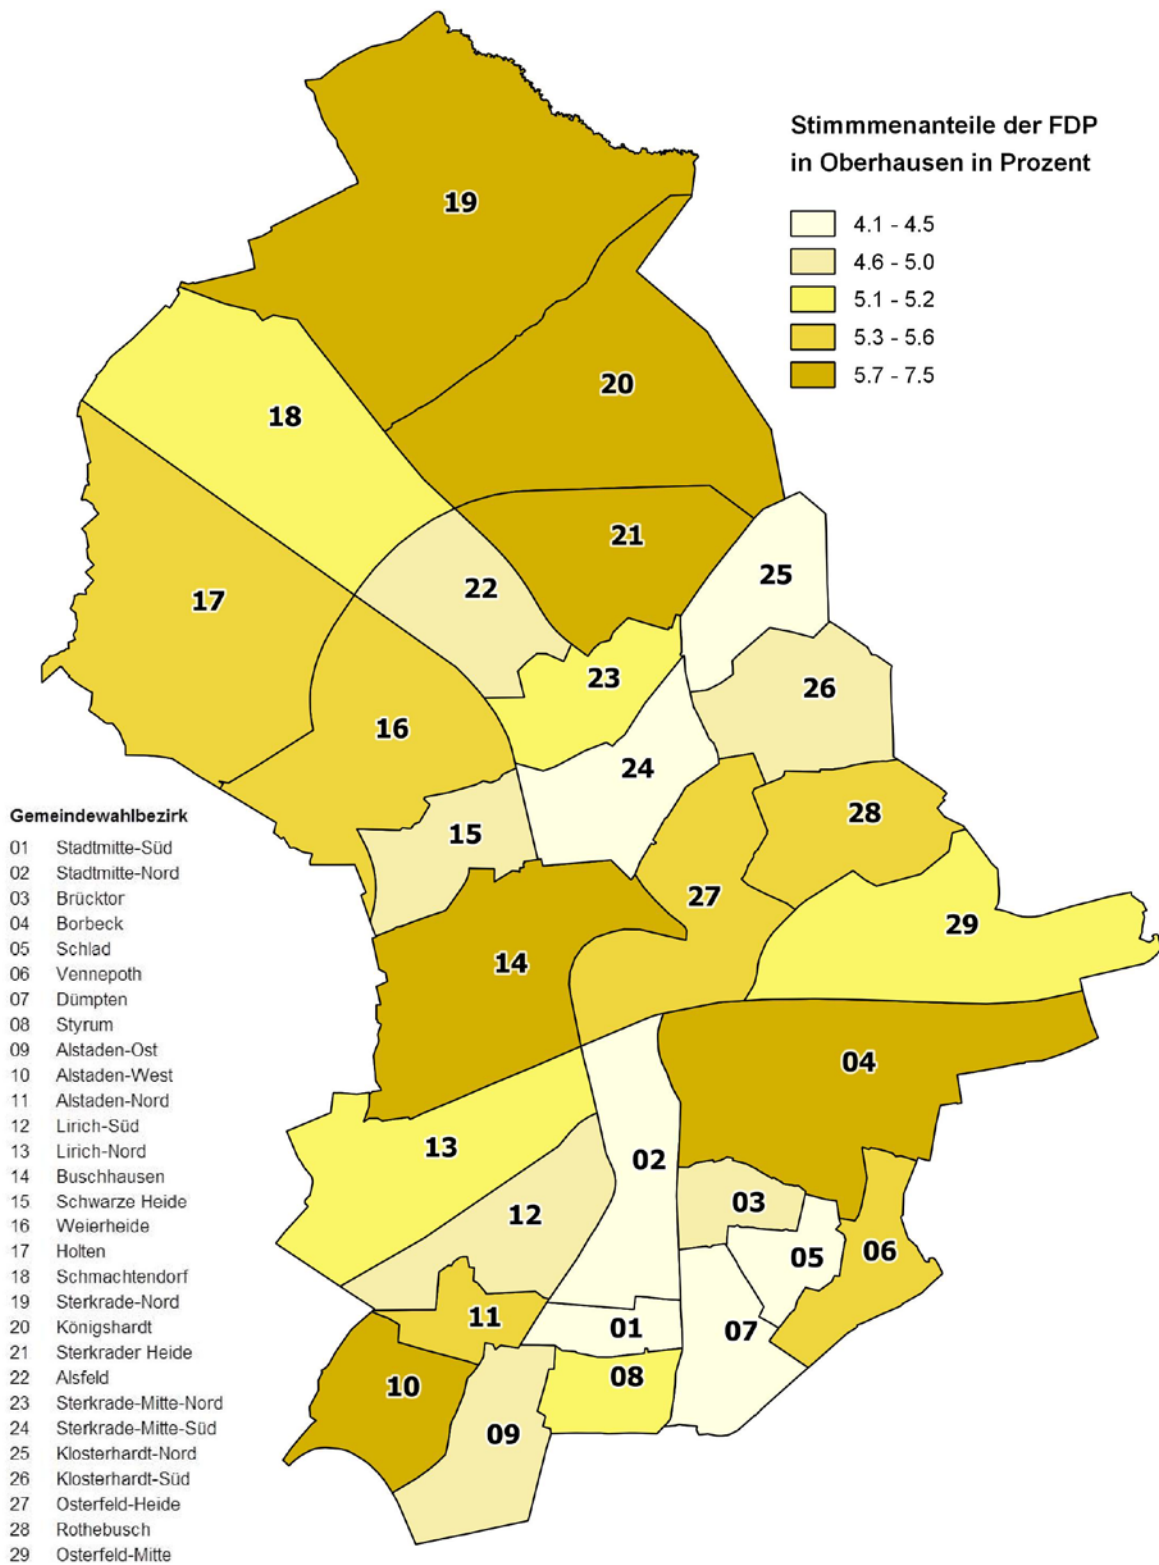 Stimmmenanteile der FDP
in Oberhausen in Prozent
4.1 - 4.5
4.6 - 5.0
5.1 - 5.2
5.3 - 5.6
5.7 - 7.5
19
20
18
21
25
22
17
23
26
16
24
28
15
27
29
14
04
13
02
03
12
05
06
11
01
07
08
10
09
Gemeindewahlbezirk
01 Stadtmitte-Süd
02 Stadtmitte-Nord
03 Brücktor
04 Borbeck
05 Schlad
06 Vennepoth
07 Dümpten
08 Styrum
09 Alstaden-Ost
10 Alstaden-West
11 Alstaden-Nord
12 Lirich-Süd
13 Lirich-Nord
14 Buschhausen
15 Schwarze Heide
16 Weierheide
17 Holten
18 Schmachtendorf
19 Sterkrade-Nord
20 Königshardt
21 Sterkrader Heide
22 Alsfeld
23 Sterkrade-Mitte-Nord
24 Sterkrade-Mitte-Süd
25 Klosterhardt-Nord
26 Klosterhardt-Süd
27 Osterfeld-Heide
28 Rothebusch
29 Osterfeld-Mitte